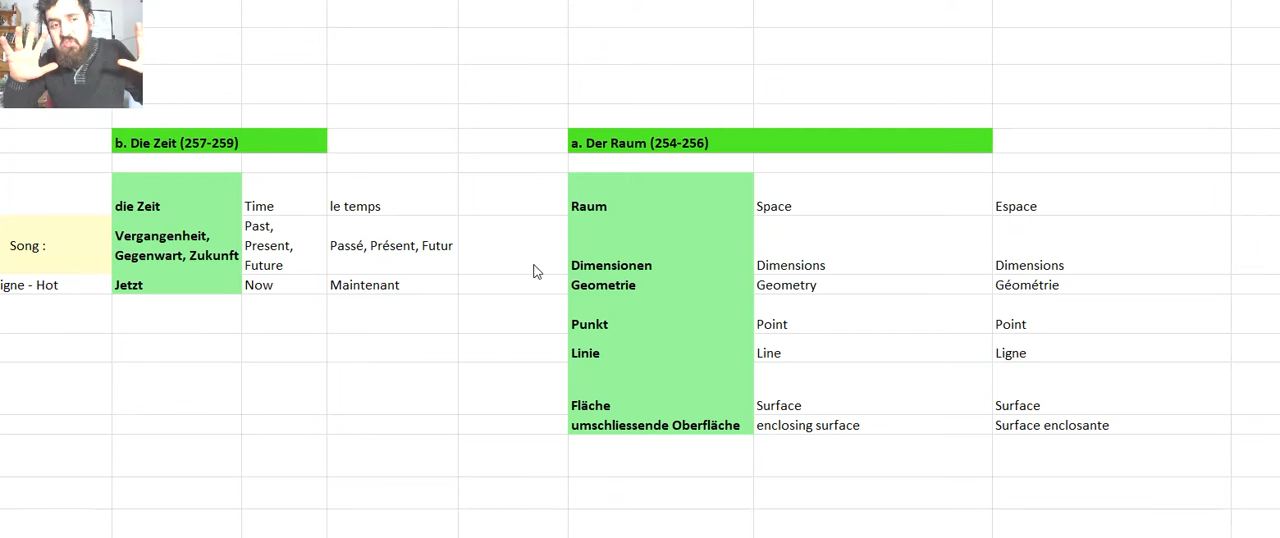 b. Die Zeit (257-259)
a. Der Raum (254-256)
die Zeit
Time
le temps
Raum
Space
Espace
Song :
Vergangenheit,
Gegenwart, Zukunft
Past,
Present,
Future
Passé, Présent, Futur
Dimensionen
Dimensions
Dimensions
igne - Hot
Jetzt
Now
Maintenant
Geometrie
Geometry
Géométrie
Punkt
Point
Point
Linie
Line
Ligne
Fläche
Surface
Surface
umschliessende Oberfläche
enclosing surface
Surface enclosante